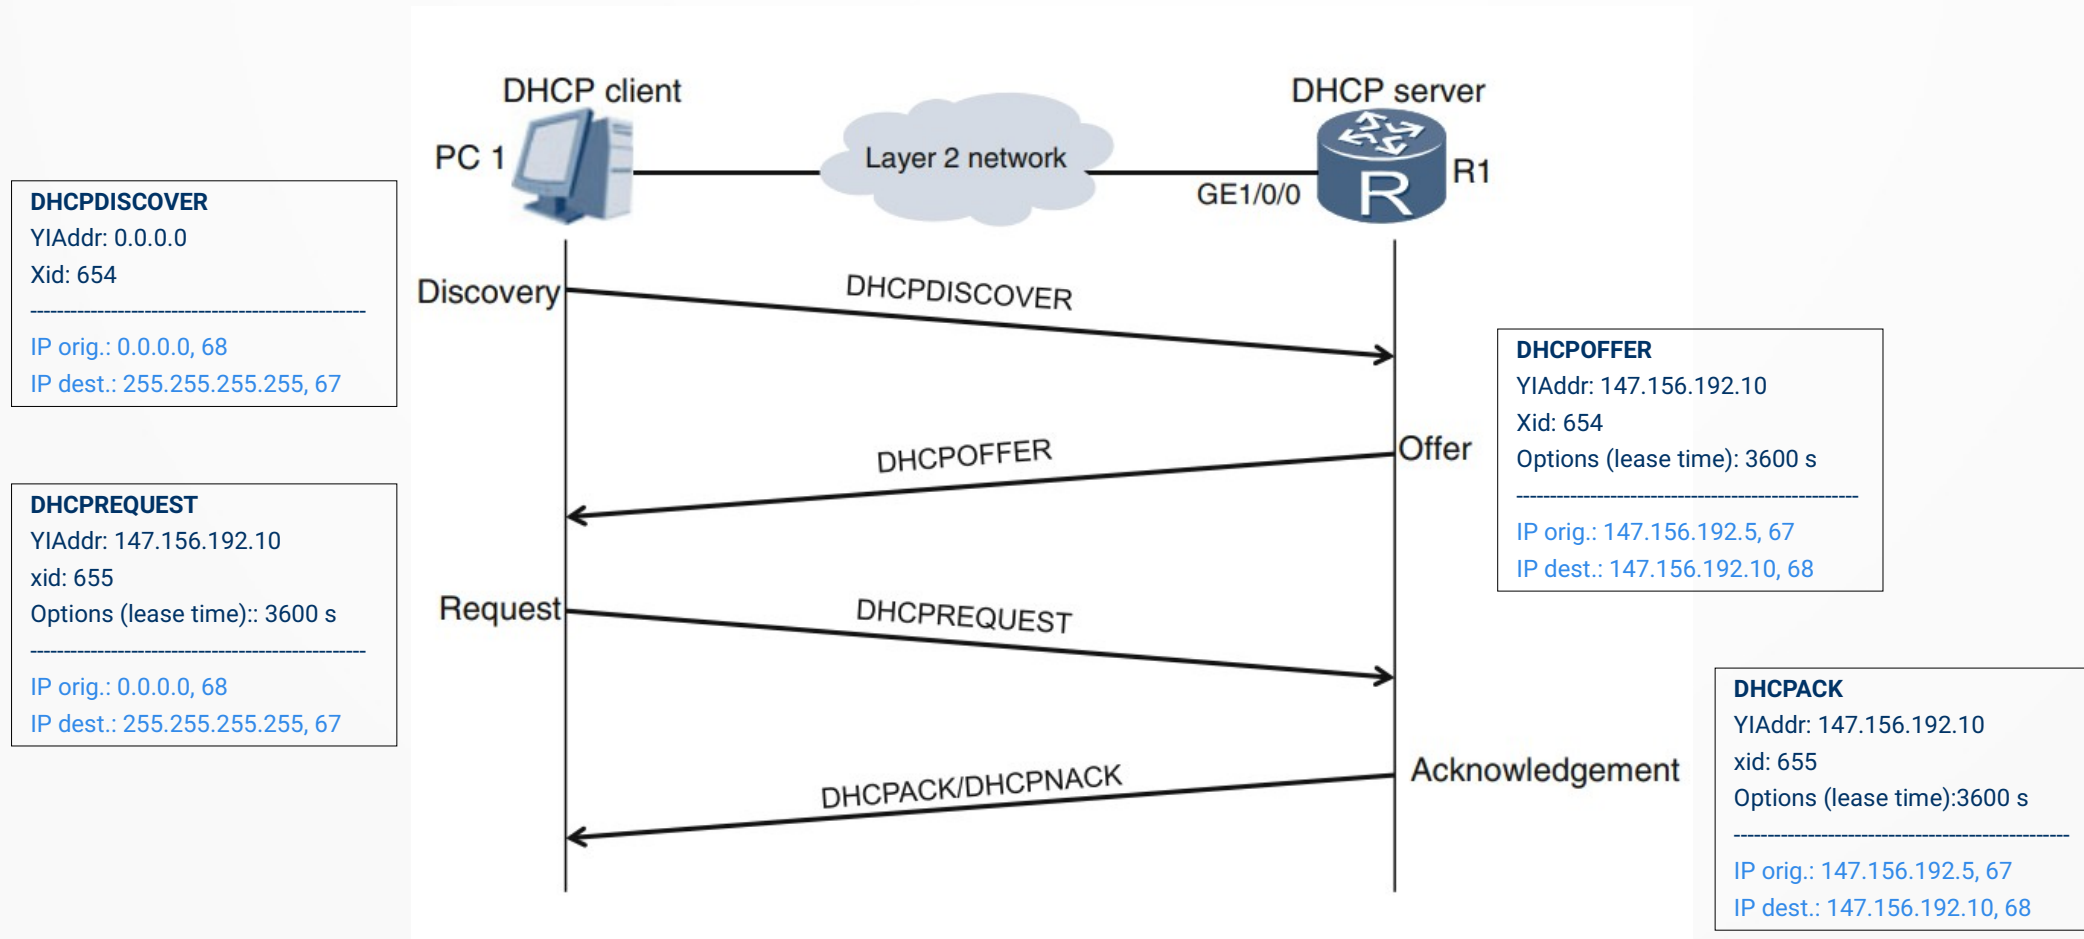 DHCP client
DHCP server
PC 1
Layer 2 network
GE1/0/0
R
R1
DHCPDISCOVER
YIAddr: 0.0.0.0
Xid: 654
------------------------------------------------
IP orig.: 0.0.0.0, 68
IP dest.: 255.255.255.255, 67
Discovery
DHCPDISCOVER
DHCPOFFER
YIAddr: 147.156.192.10
Xid: 654
Options (lease time): 3600 s
-------------------------------------------------
IP orig.: 147.156.192.5, 67
IP dest.: 147.156.192.10, 68
DHCPOFFER
Offer
DHCPREQUEST
YIAddr: 147.156.192.10
xid: 655
Options (lease time):: 3600 s
------------------------------------------------
IP orig.: 0.0.0.0, 68
IP dest.: 255.255.255.255, 67
Request
DHCPREQUEST
DHCPACK
YIAddr: 147.156.192.10
xid: 655
Options (lease time):3600 s
------------------------------------------------
IP orig.: 147.156.192.5, 67
IP dest.: 147.156.192.10, 68
DHCPACK/DHCPNACK
Acknowledgement